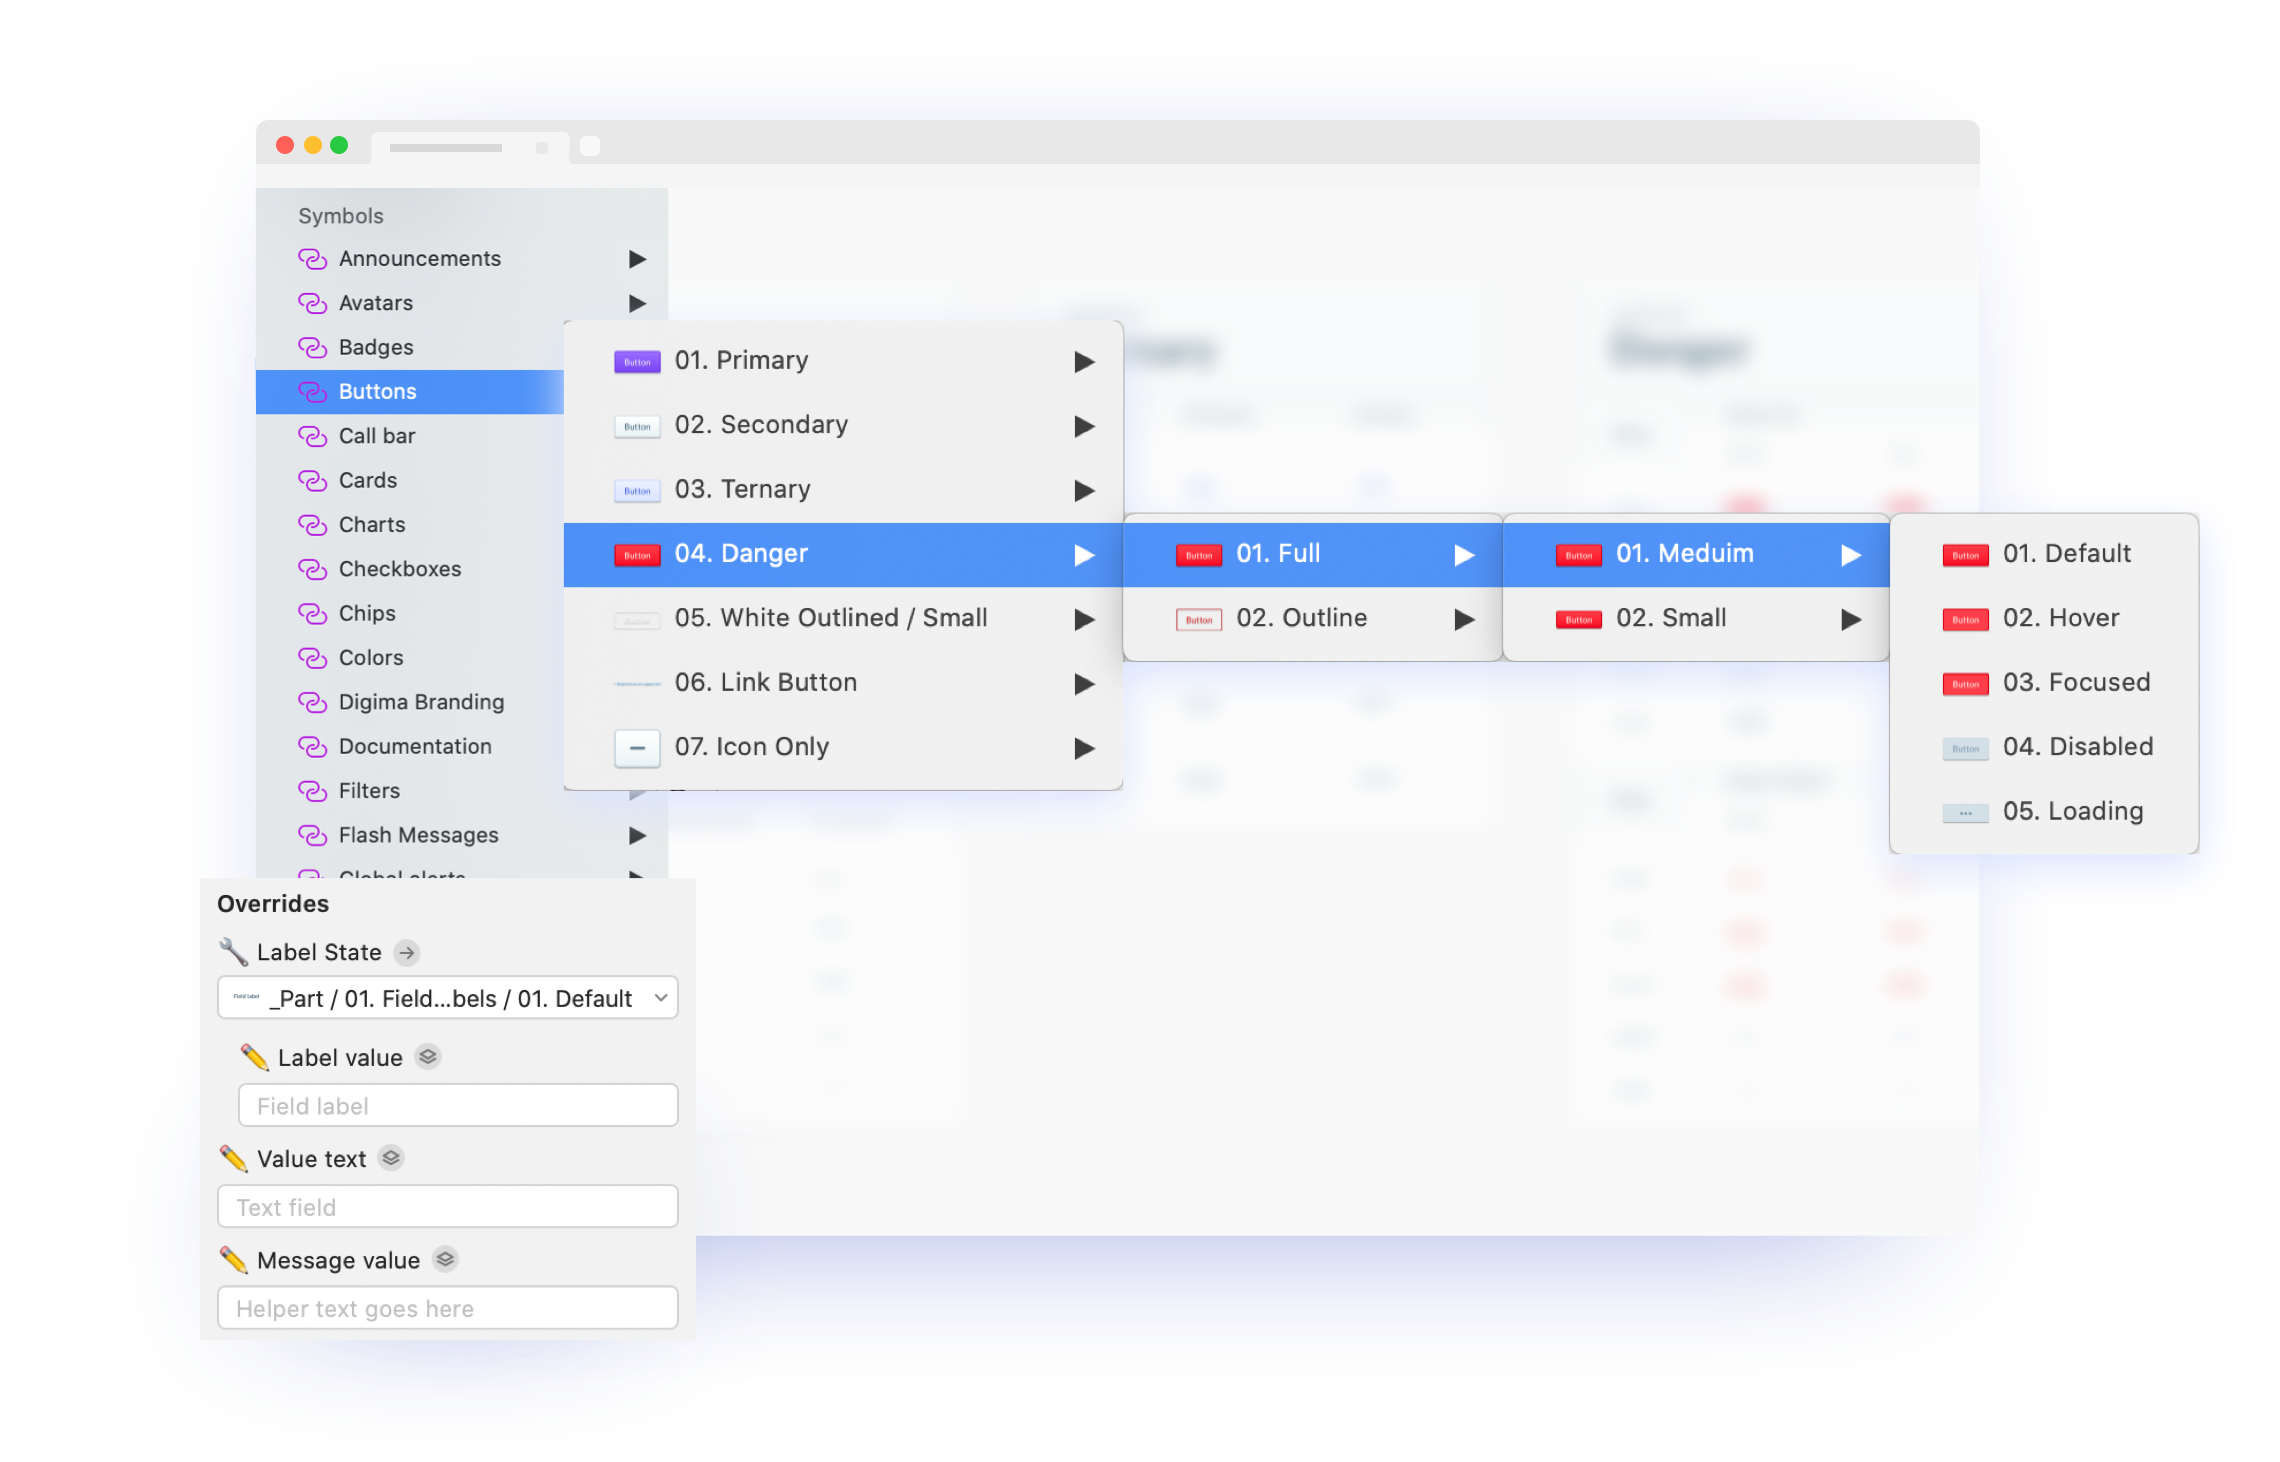 Symbols
Announcements
Avatars
Badges
Buttons
Call bar
Cards
Charts
Checkboxes
Chips
Colors
Digima Branding
Documentation
Filters
Flash Messages
Global alerts
Button 01. Primary
Button 02. Secondary
Button 03. Ternary
Button 04. Danger
05. White Outlined / Small
06. Link Button
07. Icon Only
Button 01. Full
Button 02. Outline
Button 01. Meduim
Button 02. Small
Button 01. Default
Button 02. Hover
Button 03. Focused
Button 04. Disabled
05. Loading
Danger
Overrides
Label State
Field label _Part / 01. Field...bels / 01. Default
Label value
Field label
Value text
Text field
Message value
Helper text goes here